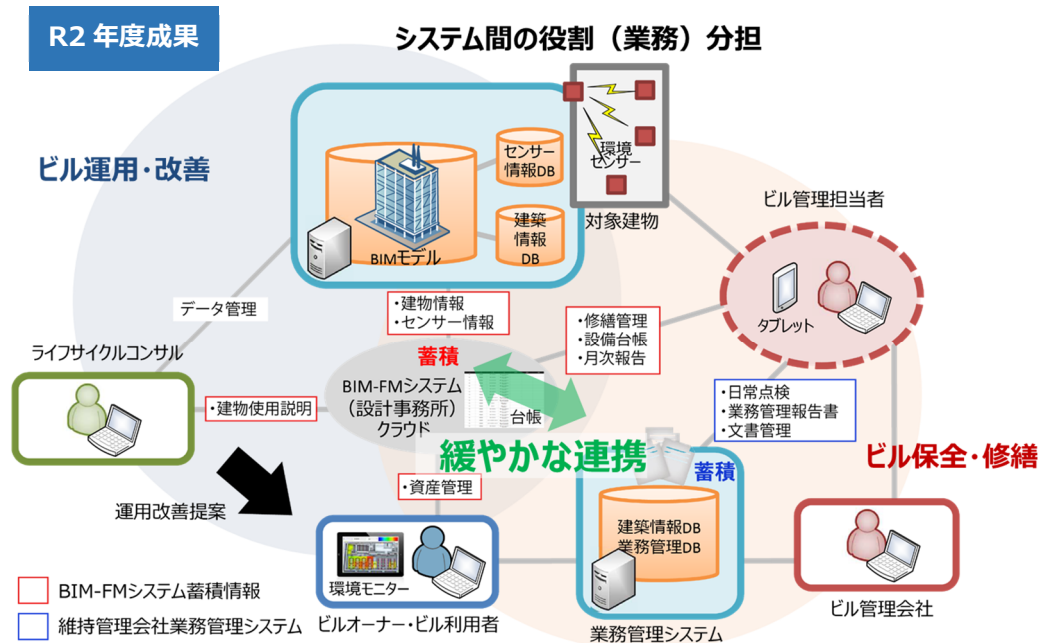 R2 年度成果
システム間の役割（業務）分担
ビル運用・改善
センサー
情報DB
環境
センサー
BIMモデル
建築
情報
DB
対象建物
ビル管理担当者
タブレット
データ管理
・建物情報
・センサー情報
・修繕管理
・設備台帳
・月次報告
ライフサイクルコンサル
・建物使用説明
蓄積
BIM-FMシステム
（設計事務所）
クラウド
台帳
・日常点検
・業務管理報告書
・文書管理
緩やかな連携
ビル保全・修繕
・資産管理
蓄積
運用改善提案
建築情報DB
業務管理DB
環境モニター
ビルオーナー・ビル利用者
業務管理システム
ビル管理会社
BIM-FMシステム蓄積情報
維持管理会社業務管理システム